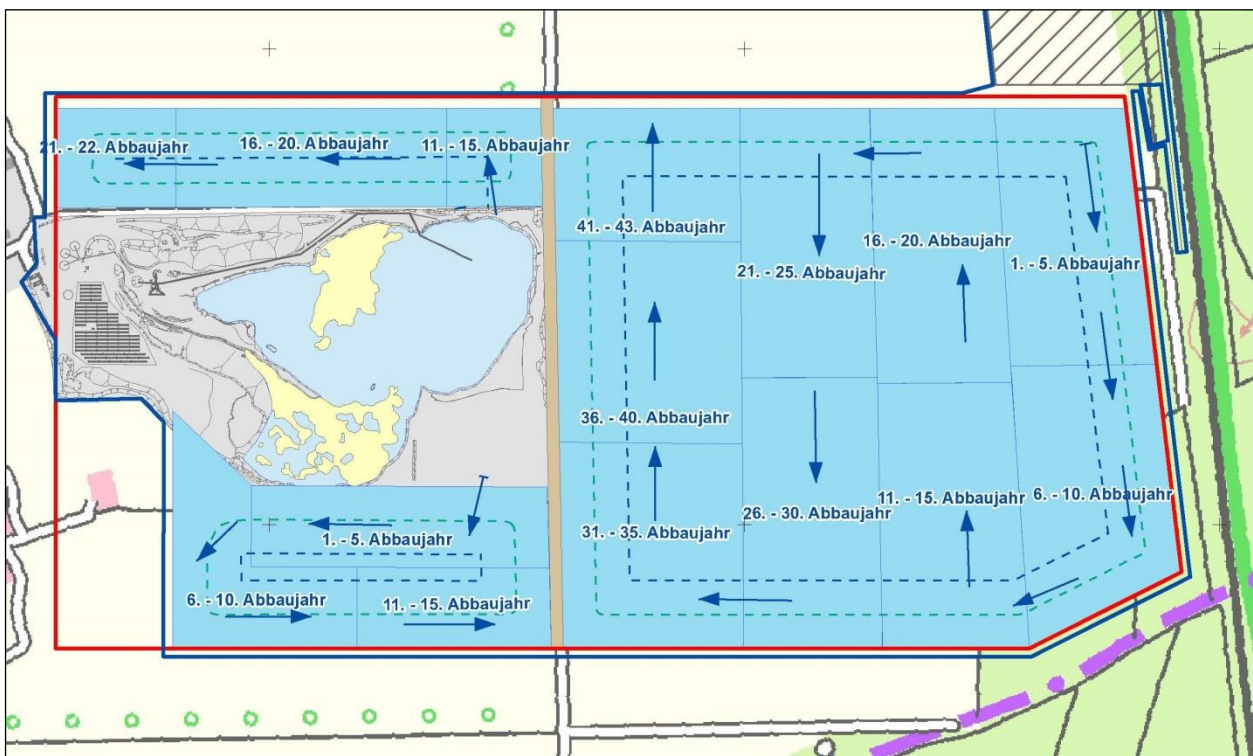 21. - 22. Abbaujahr
16. - 20. Abbaujahr
11. - 15. Abbaujahr
41. - 43. Abbaujahr
21. - 25. Abbaujahr
16. - 20. Abbaujahr
1. - 5. Abbaujahr
36. - 40. Abbaujahr
31. - 35. Abbaujahr
26. - 30. Abbaujahr
11. - 15. Abbaujahr
6. - 10. Abbaujahr
1. - 5. Abbaujahr
6. - 10. Abbaujahr
11. - 15. Abbaujahr